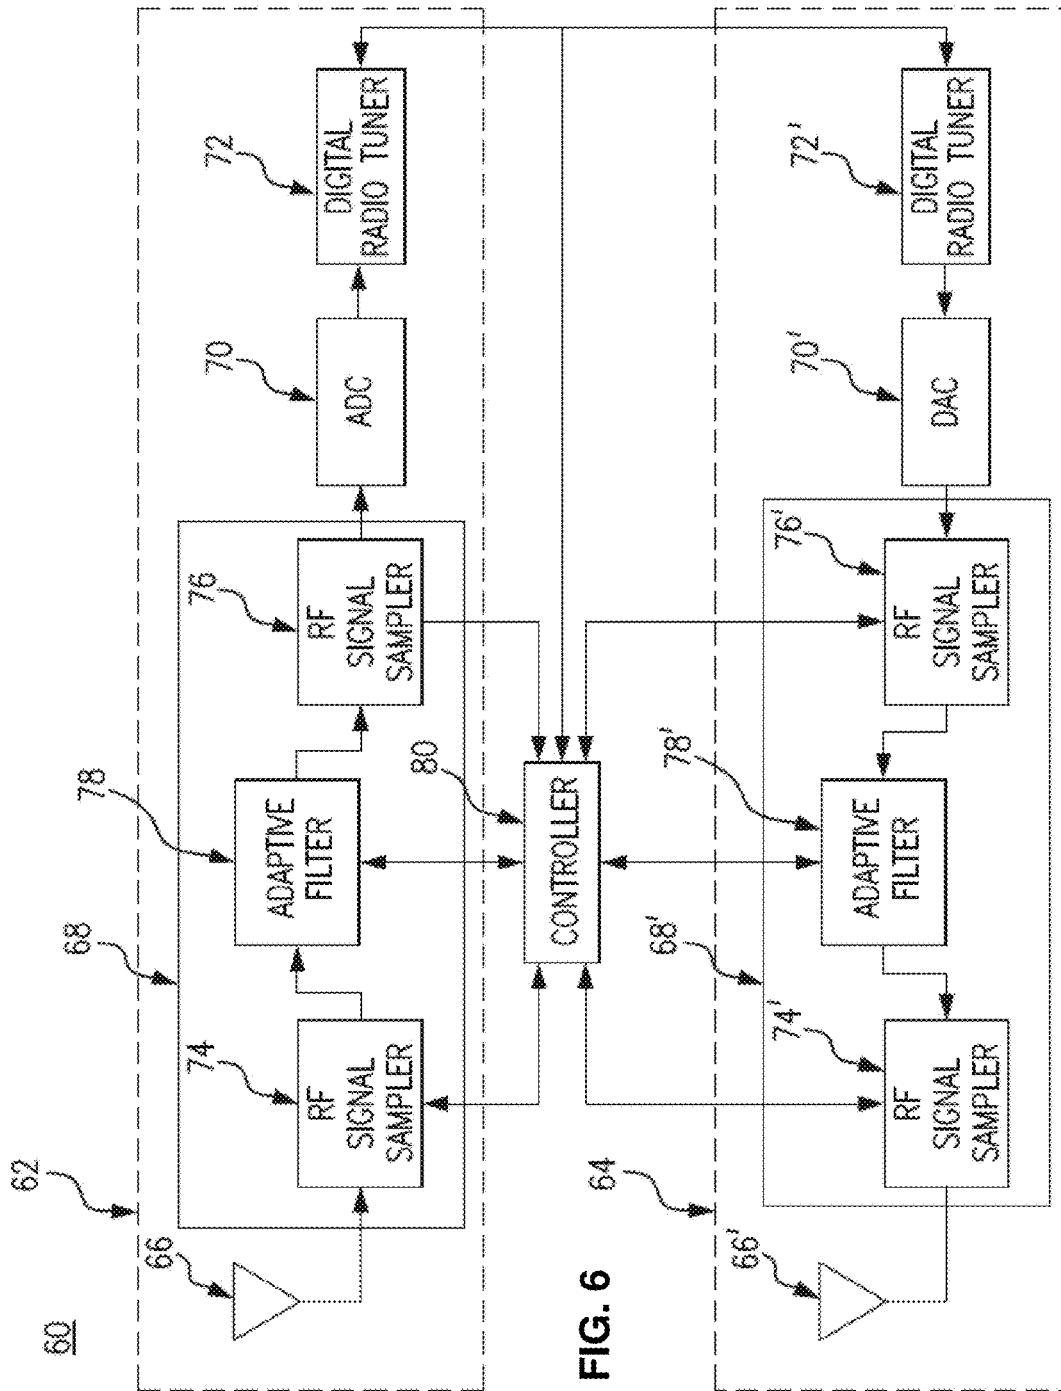 60
62
66
68
74
RF
SIGNAL
SAMPLER
78
ADAPTIVE
FILTER
76
RF
SIGNAL
SAMPLER
70
ADC
72
DIGITAL
RADIO TUNER
80
CONTROLLER
64
66'
68'
74'
RF
SIGNAL
SAMPLER
78'
ADAPTIVE
FILTER
76'
RF
SIGNAL
SAMPLER
70'
DAC
72'
DIGITAL
RADIO TUNER
FIG. 6